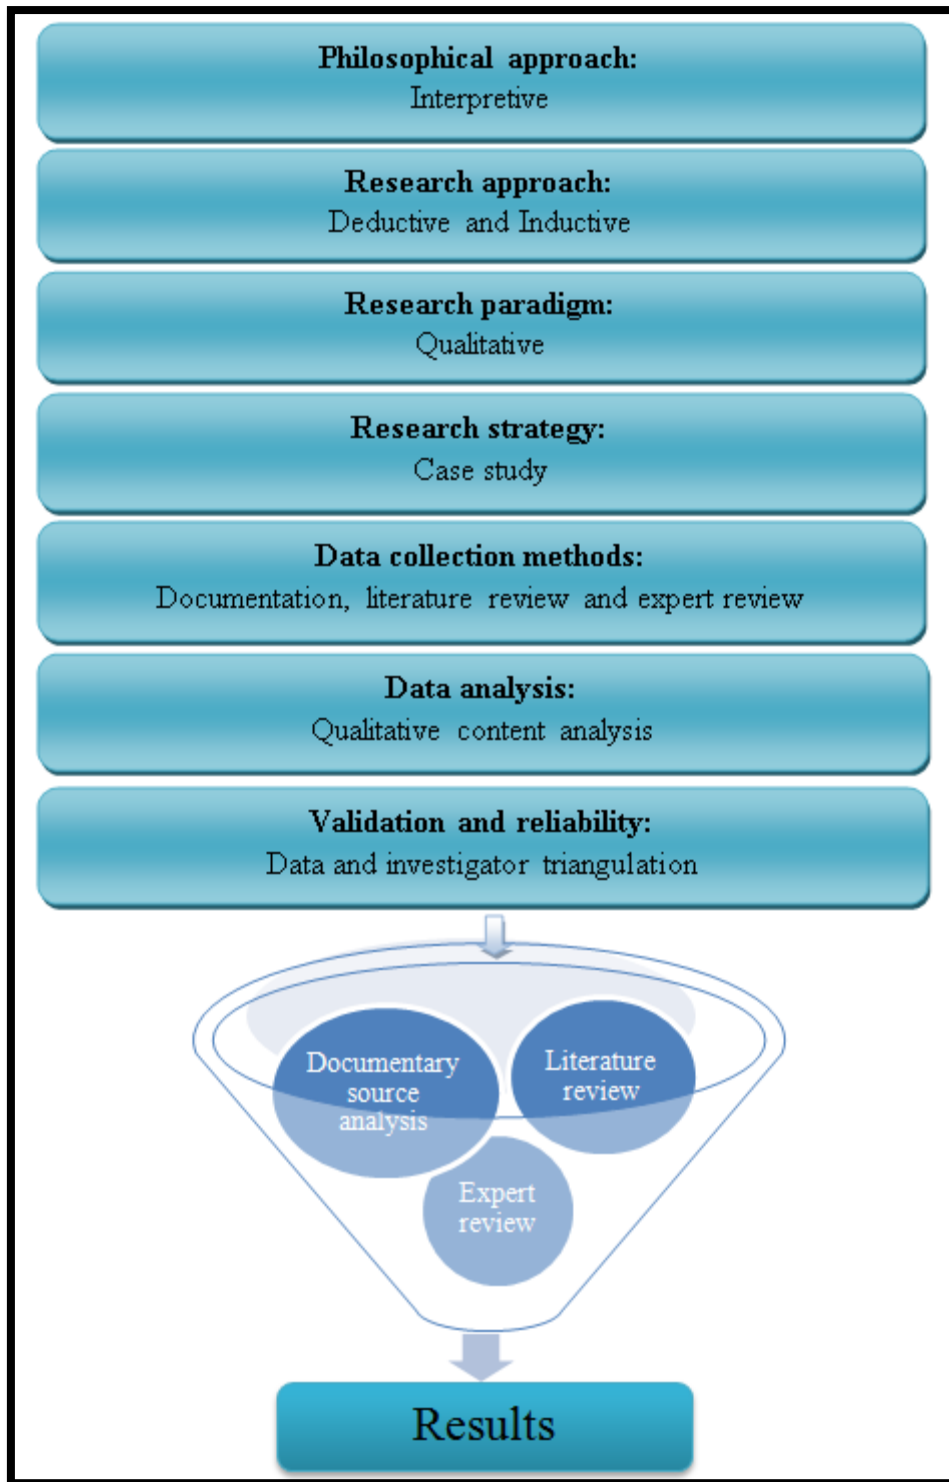 Philosophical approach:
Interpretive
Research approach:
Deductive and Inductive
Research paradigm:
Qualitative
Research strategy:
Case study
Data collection methods:
Documentation, literature review and expert review
Data analysis:
Qualitative content analysis
Validation and reliability:
Data and investigator triangulation
Documentary
source
analysis
Literature
review
Expert
review
Results